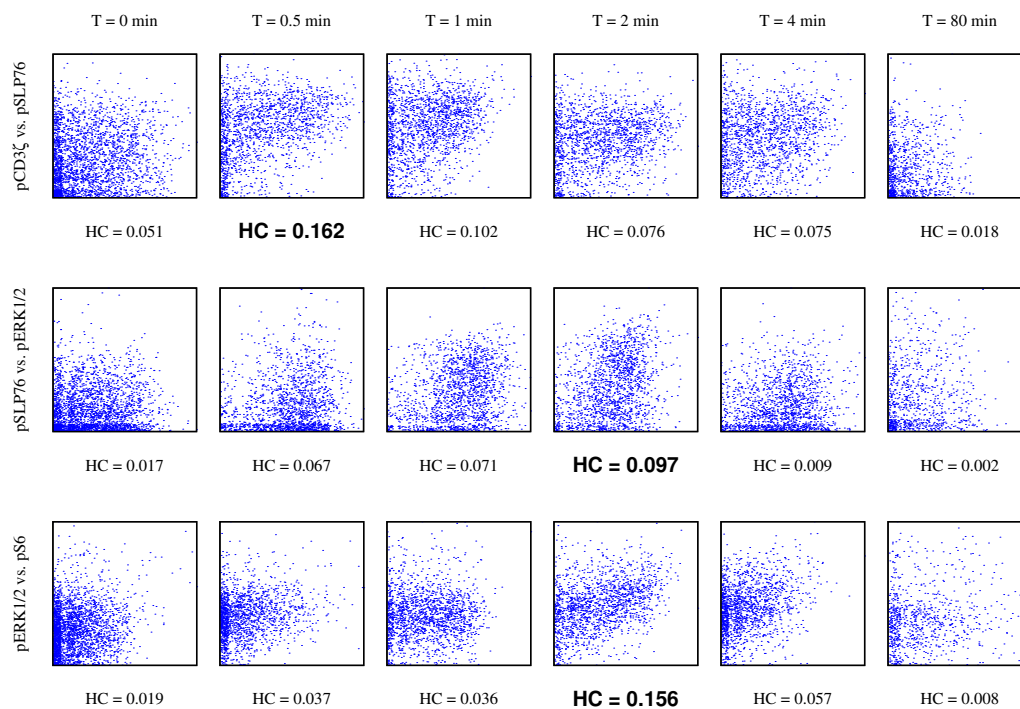 T = 0 min T = 0.5 min T = 1 min T = 2 min T = 4 min T = 80 min
pCD3ζ vs. pSLP76
HC = 0.051 HC = 0.162 HC = 0.102 HC = 0.076 HC = 0.075 HC = 0.018
pSLP76 vs. pERK1/2
HC = 0.017 HC = 0.067 HC = 0.071 HC = 0.097 HC = 0.009 HC = 0.002
pERK1/2 vs. pS6
HC = 0.019 HC = 0.037 HC = 0.036 HC = 0.156 HC = 0.057 HC = 0.008